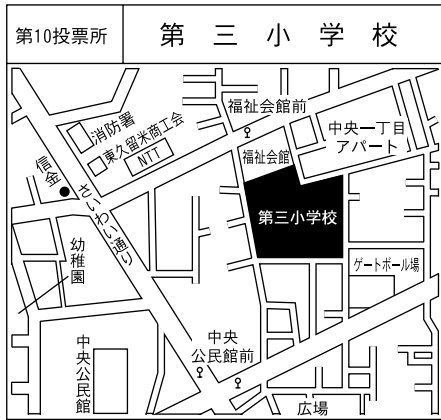 第10投票所
第三小学校
消防署
東久留米商工会
NTT
福祉会館前
中央一丁目
アパート
信金
さいわい通り
福祉会館
第三小学校
幼稚園
ゲートボール場
中央
公民館前
中央公民館
広場